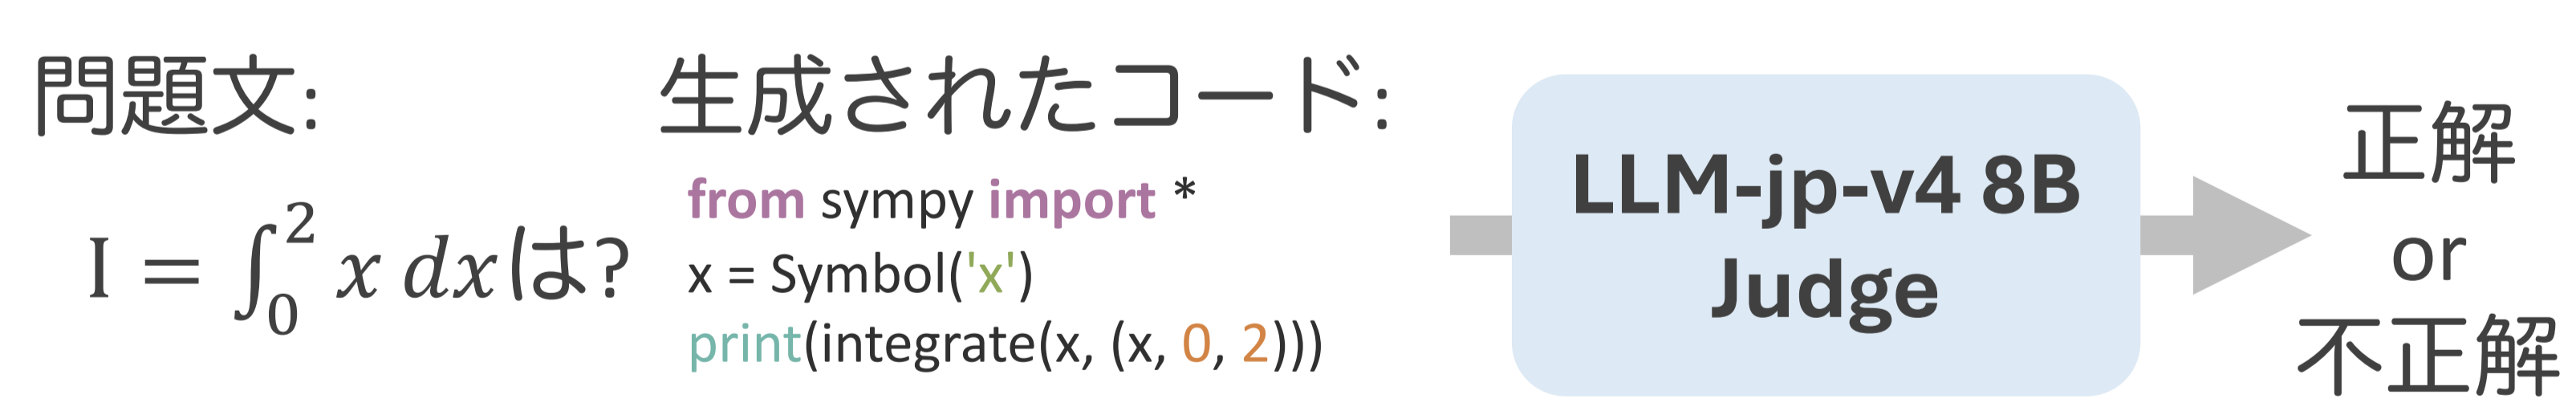 問題文:
I = ∫₀² x dxは?
生成されたコード:
from sympy import *
x = Symbol('x')
print(integrate(x, (x, 0, 2)))
LLM-jp-v4 8B
Judge
正解
or
不正解